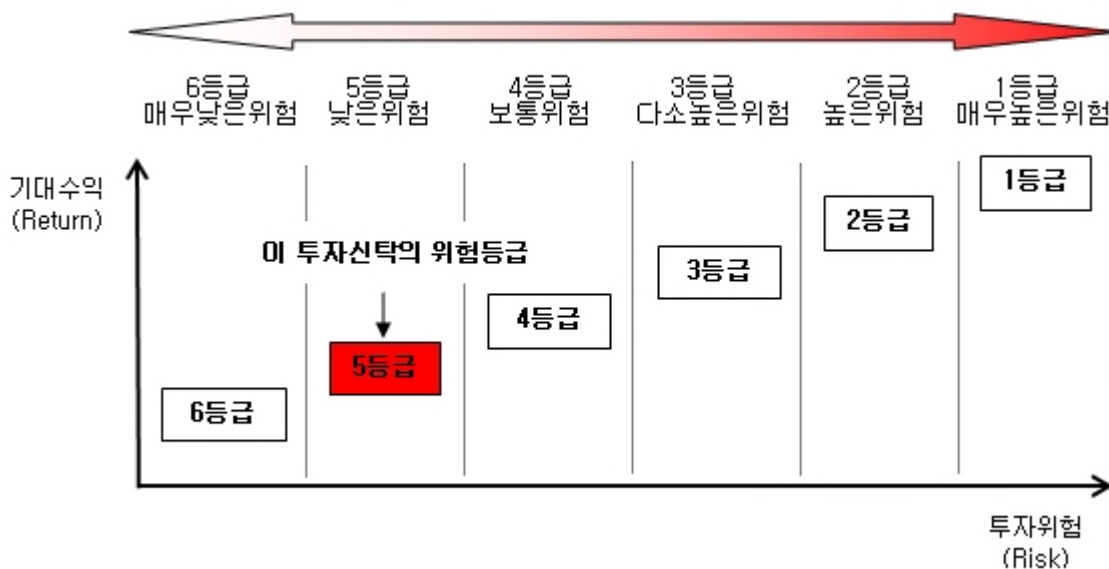 6등급 5등급 4등급 3등급 2등급 1등급
매우낮은위험 낮은위험 보통위험 다소높은위험 높은위험 매우높은위험
기대수익
(Return)
1등급
2등급
이 투자신탁의 위험등급
3등급
4등급
5등급
6등급
투자위험
(Risk)